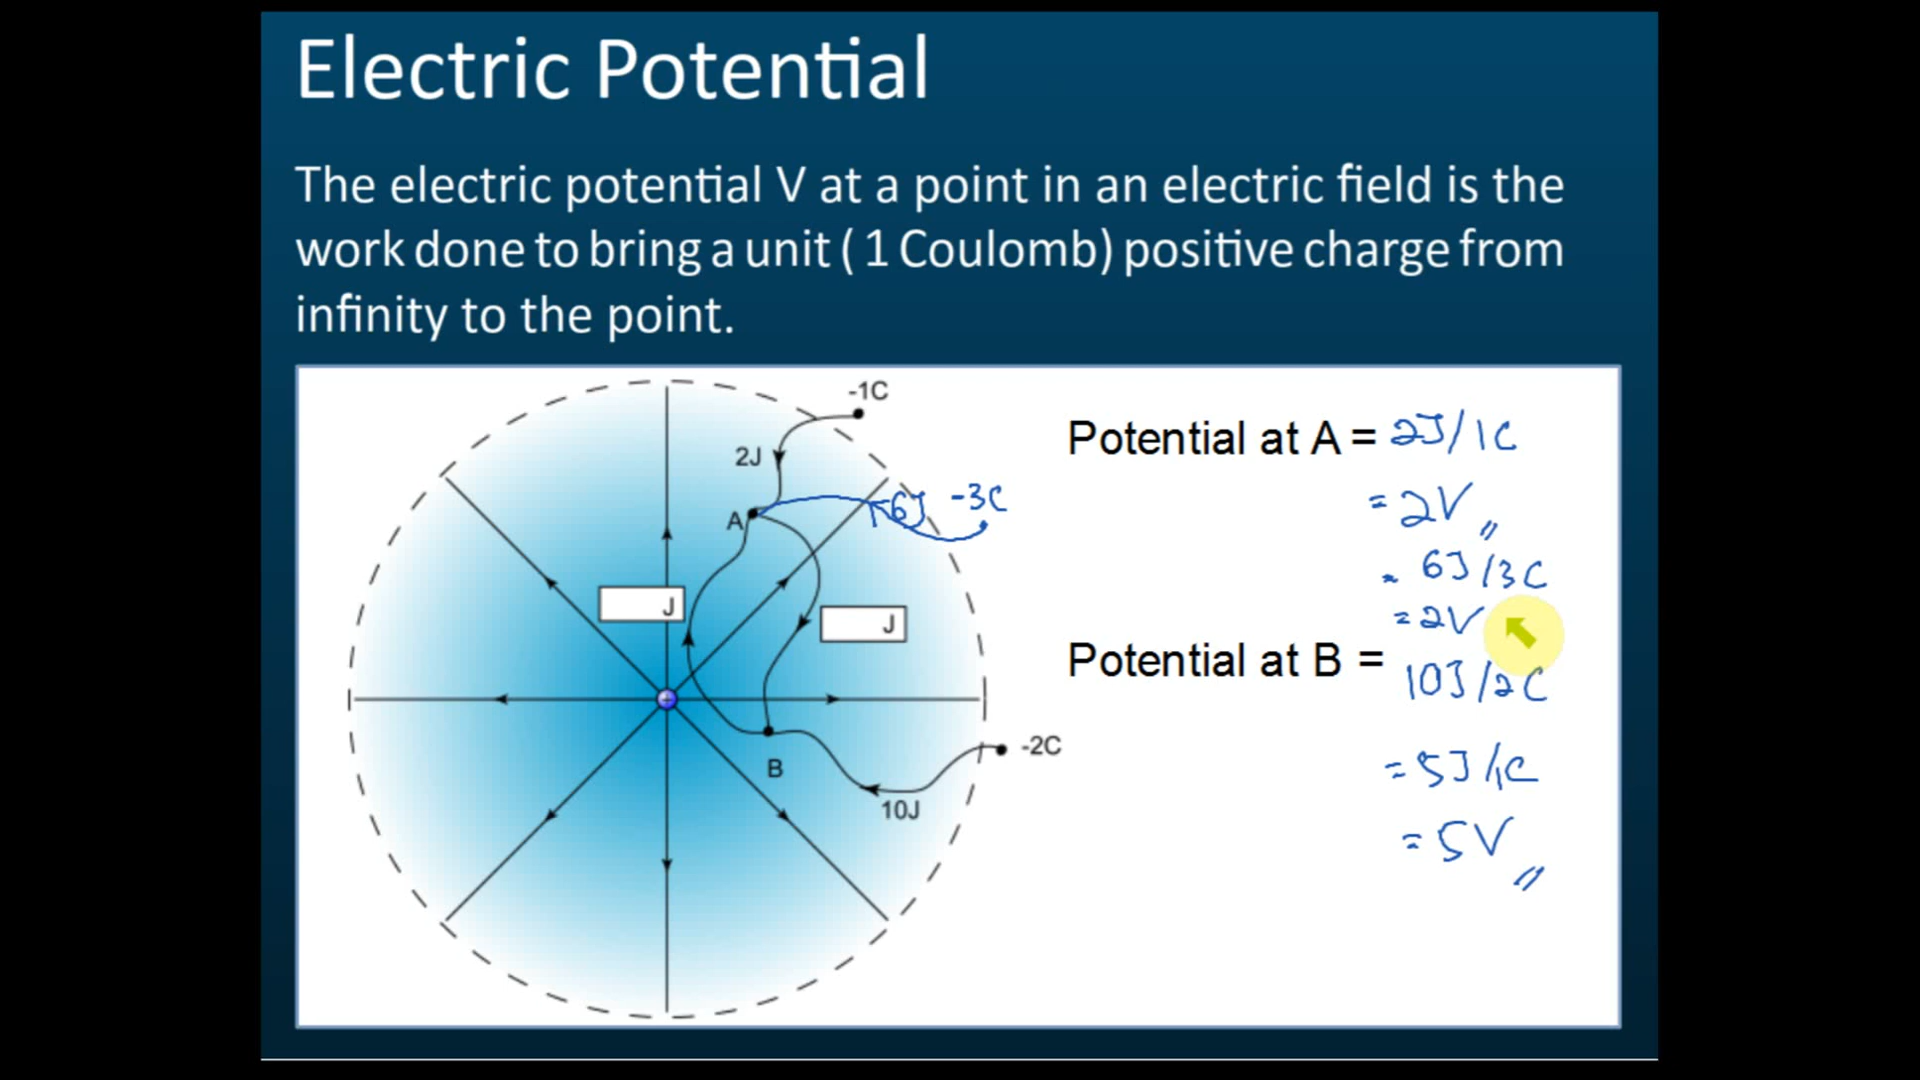 Electric Potential
The electric potential V at a point in an electric field is the
work done to bring a unit ( 1 Coulomb) positive charge from
infinity to the point.
-1C
2J
A
6J -3C
J
J
B
-2C
10J
Potential at A = 2J/1C
= 2V
= 6J/3C
= 2V
Potential at B = 10J/2C
= 5J/1C
= 5V